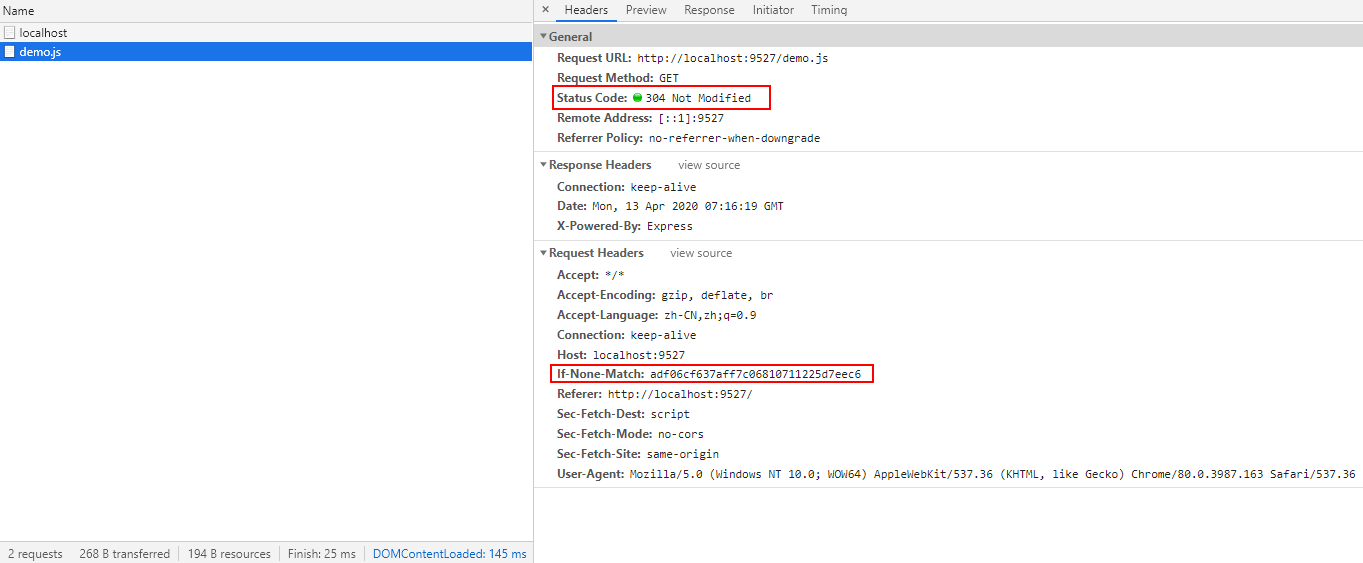 Name
localhost
demo.js
2 requests 268 B transferred 194 B resources Finish: 25 ms DOMContentLoaded: 145 ms
× Headers Preview Response Initiator Timing
General
Request URL: http://localhost:9527/demo.js
Request Method: GET
Status Code: 304 Not Modified
Remote Address: [::1]:9527
Referrer Policy: no-referrer-when-downgrade
Response Headers view source
Connection: keep-alive
Date: Mon, 13 Apr 2020 07:16:19 GMT
X-Powered-By: Express
Request Headers view source
Accept: */*
Accept-Encoding: gzip, deflate, br
Accept-Language: zh-CN,zh;q=0.9
Connection: keep-alive
Host: localhost:9527
If-None-Match: adf06cf637aff7c06810711225d7eec6
Referer: http://localhost:9527/
Sec-Fetch-Dest: script
Sec-Fetch-Mode: no-cors
Sec-Fetch-Site: same-origin
User-Agent: Mozilla/5.0 (Windows NT 10.0; WOW64) AppleWebKit/537.36 (KHTML, like Gecko) Chrome/80.0.3987.163 Safari/537.36